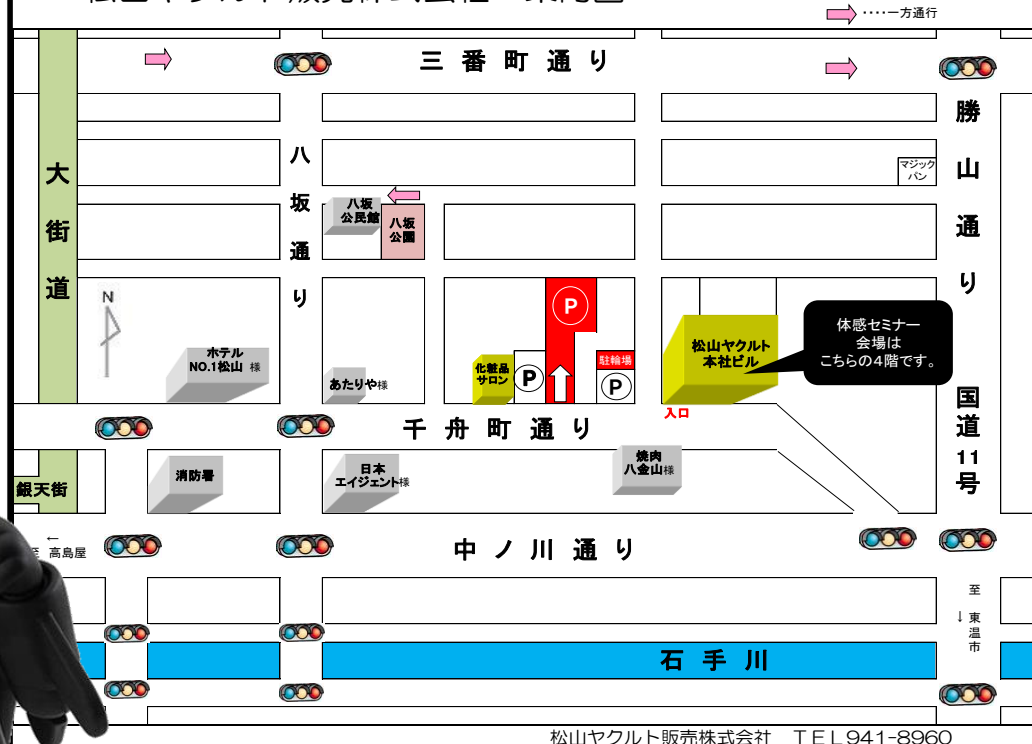 ････一方通行
三番町通り
大街道
八坂通り
勝山通り
マジック
パン
八坂
公民館
八坂
公園
N
P
体感セミナー
会場は
こちらの4階です。
松山ヤクルト
本社ビル
ホテル
NO.1松山 様
あたりや様
化粧品
サロン
P
駐輪場
P
入口
国道11号
千舟町通り
銀天街
消防署
日本
エイジェント様
焼肉
八金山様
←
高島屋
中ノ川通り
至
↓東温市
石手川
松山ヤクルト販売株式会社 TEL941-8960